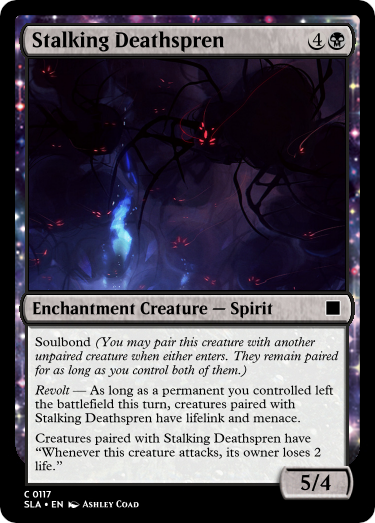 Stalking Deathspren 4
Enchantment Creature — Spirit
Soulbond (You may pair this creature with another
unpaired creature when either enters. They remain paired
for as long as you control both of them.)
Revolt — As long as a permanent you controlled left
the battlefield this turn, creatures paired with
Stalking Deathspren have lifelink and menace.
Creatures paired with Stalking Deathspren have
“Whenever this creature attacks, its owner loses 2
life.”
5/4
C 0117
SLA • EN Ashley Coad